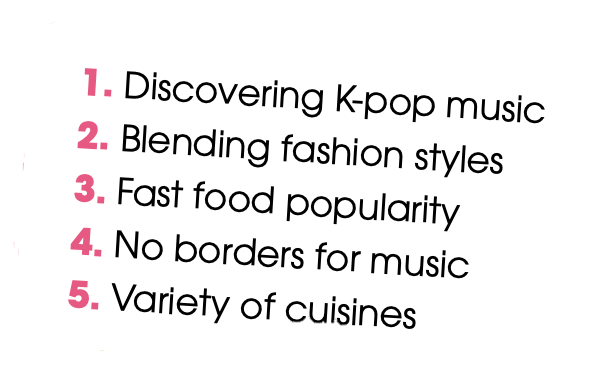 1. Discovering K-pop music
2. Blending fashion styles
3. Fast food popularity
4. No borders for music
5. Variety of cuisines